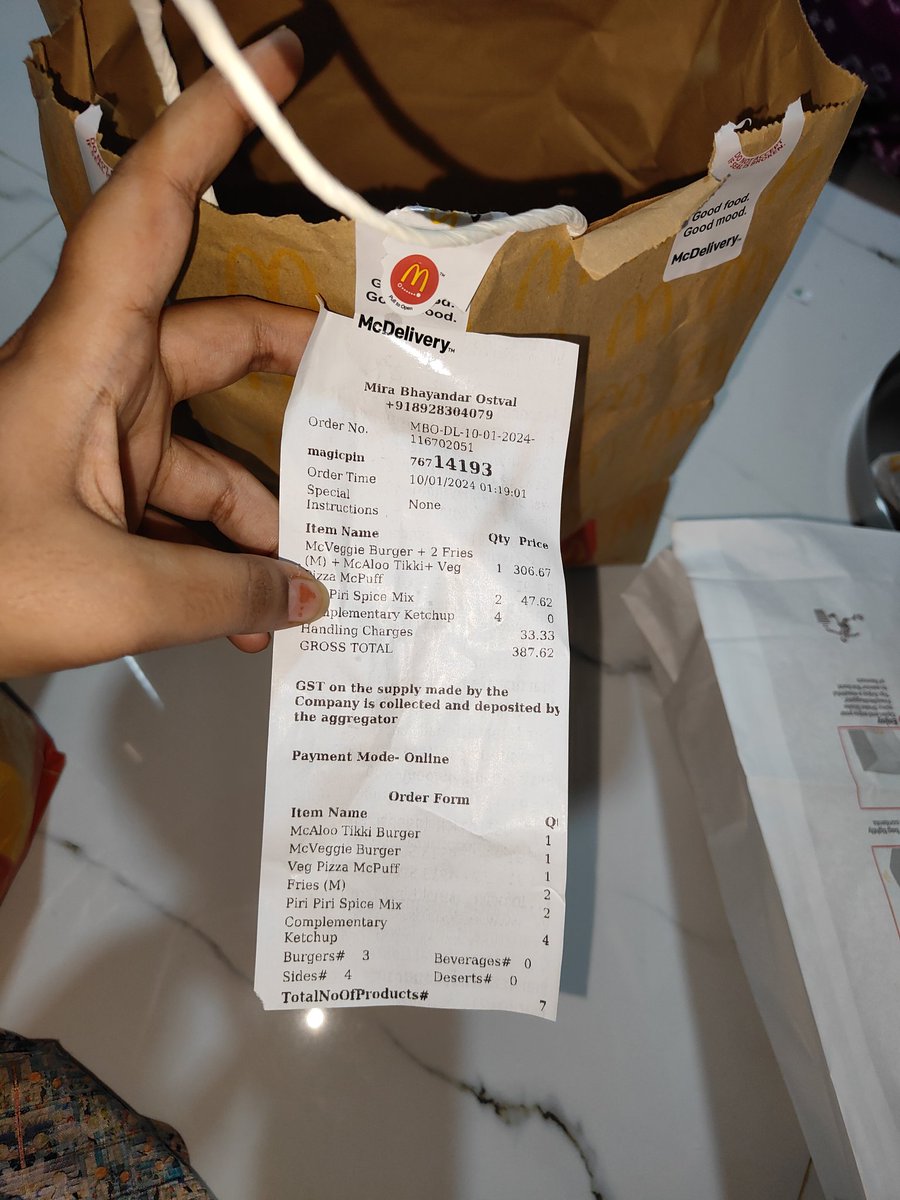 Good food.
Good mood.
McDelivery™
Pull to Open
McDelivery™
Mira Bhayandar Ostval
+918928304079
Order No. MBO-DL-10-01-2024-
116702051
magicpin 76714193
Order Time 10/01/2024 01:19:01
Special
Instructions None
Item Name Qty Price
McVeggie Burger + 2 Fries
(M) + McAloo Tikki+ Veg 1 306.67
Pizza McPuff
Piri Spice Mix 2 47.62
mplementary Ketchup 4 0
Handling Charges 33.33
GROSS TOTAL 387.62
GST on the supply made by the
Company is collected and deposited by
the aggregator
Payment Mode- Online
Order Form
Item Name Q
McAloo Tikki Burger 1
McVeggie Burger 1
Veg Pizza McPuff 1
Fries (M) 2
Piri Piri Spice Mix 2
Complementary
Ketchup 4
Burgers# 3 Beverages# 0
Sides# 4 Deserts# 0
TotalNoOfProducts# 7